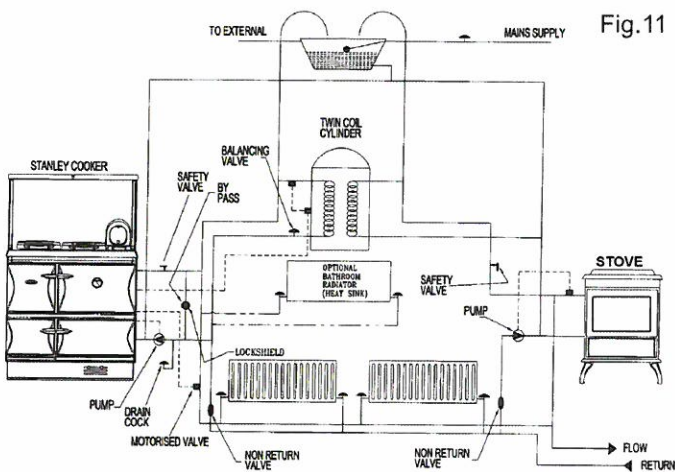 Fig.11
TO EXTERNAL
MAINS SUPPLY
TWIN COIL
CYLINDER
BALANCING
VALVE
STANLEY COOKER
SAFETY
VALVE
BY
PASS
OPTIONAL
BATHROOM
RADIATOR
(HEAT SINK)
SAFETY
VALVE
STOVE
PUMP
LOCKSHIELD
PUMP
DRAIN
COCK
MOTORISED VALVE
NON RETURN
VALVE
NON RETURN
VALVE
FLOW
RETURN